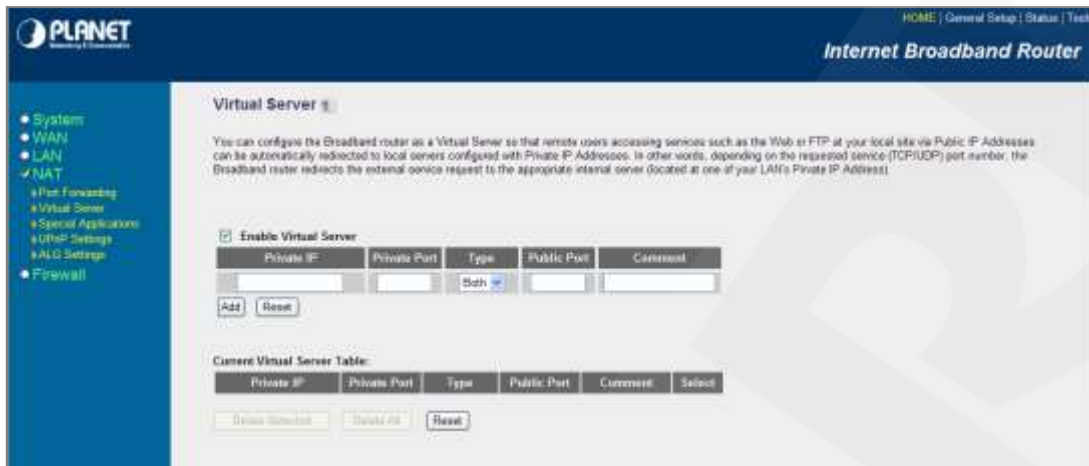 PLANET
Networking & Communication
HOME | General Setup | Status | Tools
Internet Broadband Router
System
WAN
LAN
NAT
Port Forwarding
Virtual Server
Special Applications
UPnP Settings
ALG Settings
Firewall
Virtual Server
You can configure the Broadband router as a Virtual Server so that remote users accessing services such as the Web or FTP at your local site via Public IP Addresses
can be automatically redirected to local servers configured with Private IP Addresses. In other words, depending on the requested service (TCP/UDP) port number, the
Broadband router redirects the external service request to the appropriate internal server (located at one of your LAN's Private IP Address)
Enable Virtual Server
Private IP Private Port Type Public Port Comment
Both
Add Reset
Current Virtual Server Table:
Private IP Private Port Type Public Port Comment Select
Delete Selected Delete All Reset